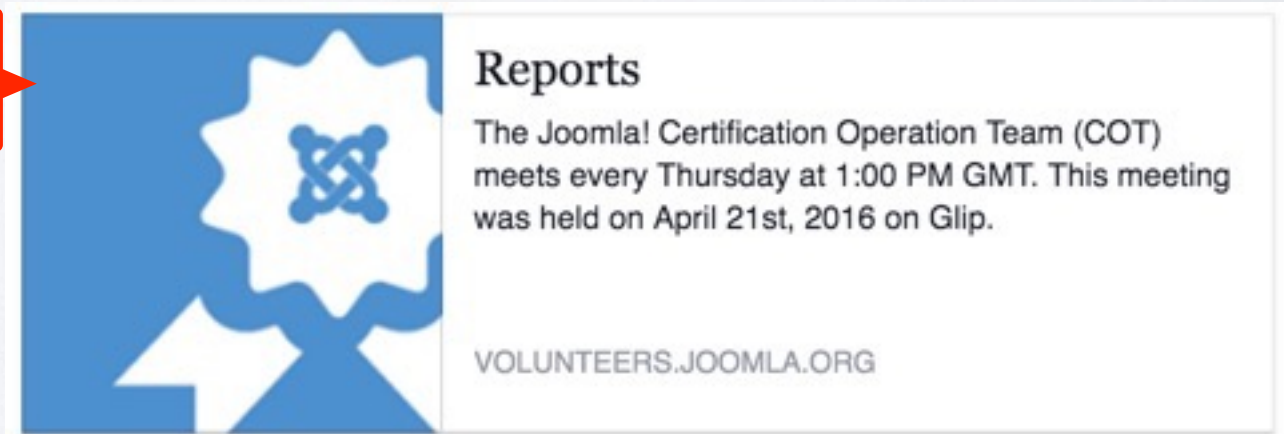 Reports
The Joomla! Certification Operation Team (COT)
meets every Thursday at 1:00 PM GMT. This meeting
was held on April 21st, 2016 on Glip.
VOLUNTEERS.JOOMLA.ORG